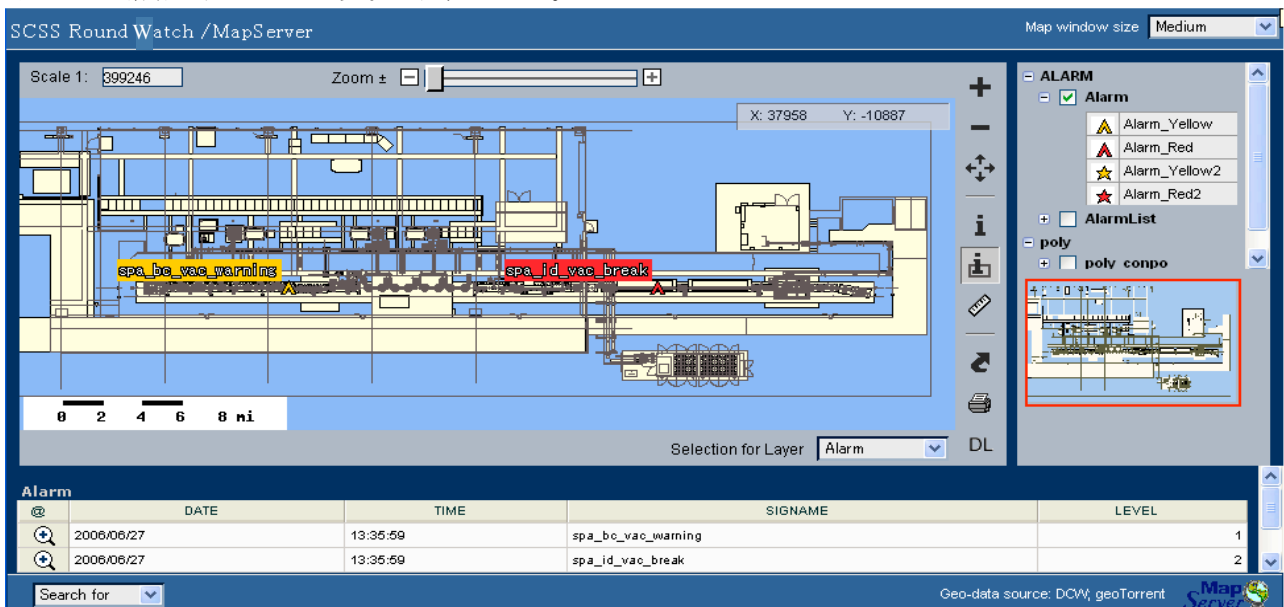 SCSS Round Watch /MapServer
Map window size Medium
Scale 1: 399246
Zoom ±
X: 37958 Y: -10887
spa_bc_vac_warning
spa_id_vac_break
0 2 4 6 8 mi
Selection for Layer Alarm
DL
ALARM
Alarm
Alarm_Yellow
Alarm_Red
Alarm_Yellow2
Alarm_Red2
AlarmList
poly
poly_conpo
Alarm
@ DATE TIME SIGNAME LEVEL
2006/06/27 13:35:59 spa_bc_vac_warning 1
2006/06/27 13:35:59 spa_id_vac_break 2
Search for
Geo-data source: DCW, geoTorrent
Map Server